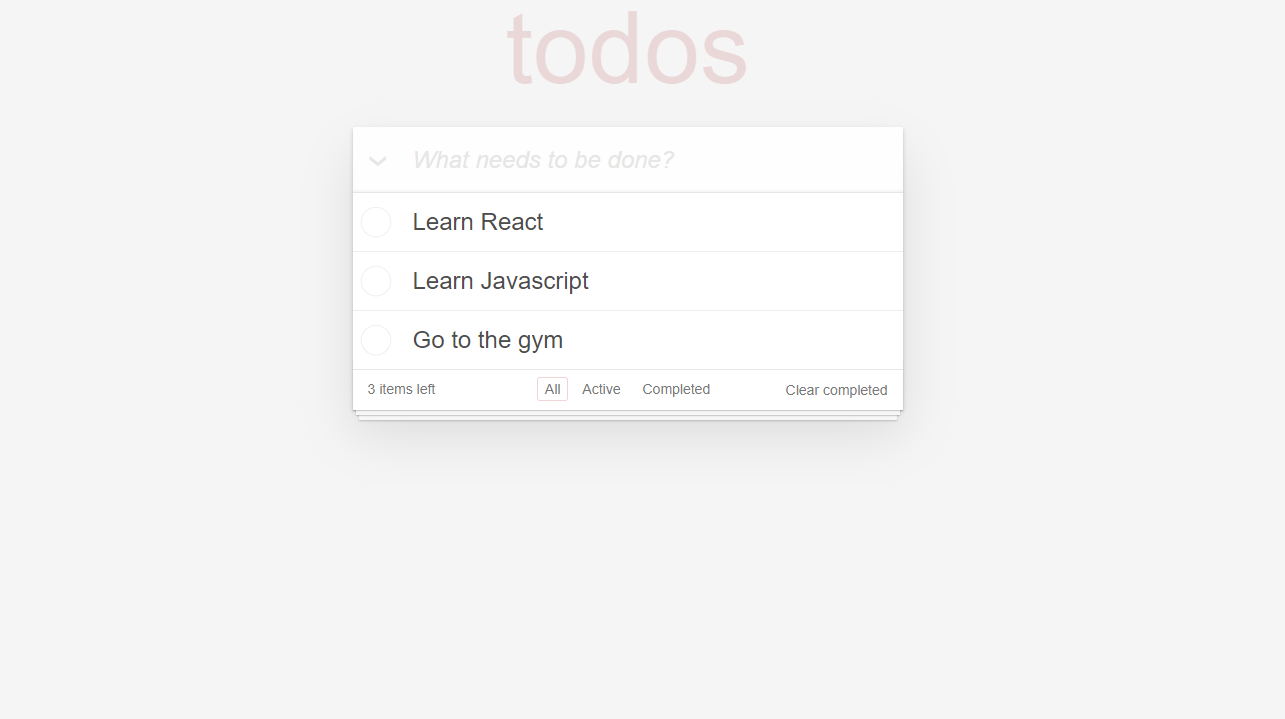 todos
What needs to be done?
Learn React
Learn Javascript
Go to the gym
3 items left All Active Completed Clear completed